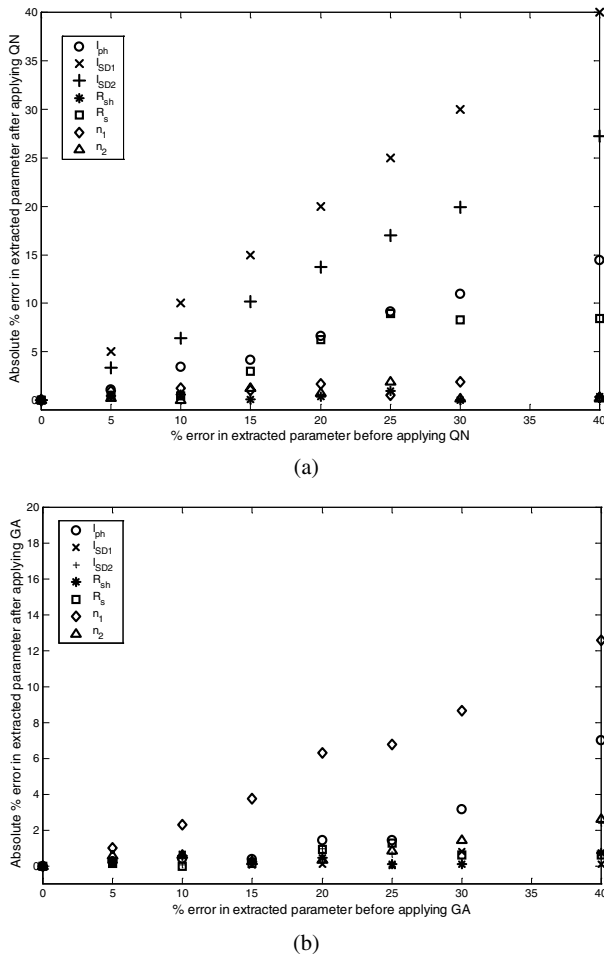 40
35
30
25
20
15
10
5
0
Absolute % error in extracted parameter after applying QN
I_ph
I_SD1
I_SD2
R_sh
R_s
n_1
n_2
0 5 10 15 20 25 30 35 40
% error in extracted parameter before applying QN
(a)
20
18
16
14
12
10
8
6
4
2
0
Absolute % error in extracted parameter after applying GA
I_ph
I_SD1
I_SD2
R_sh
R_s
n_1
n_2
0 5 10 15 20 25 30 35 40
% error in extracted parameter before applying GA
(b)